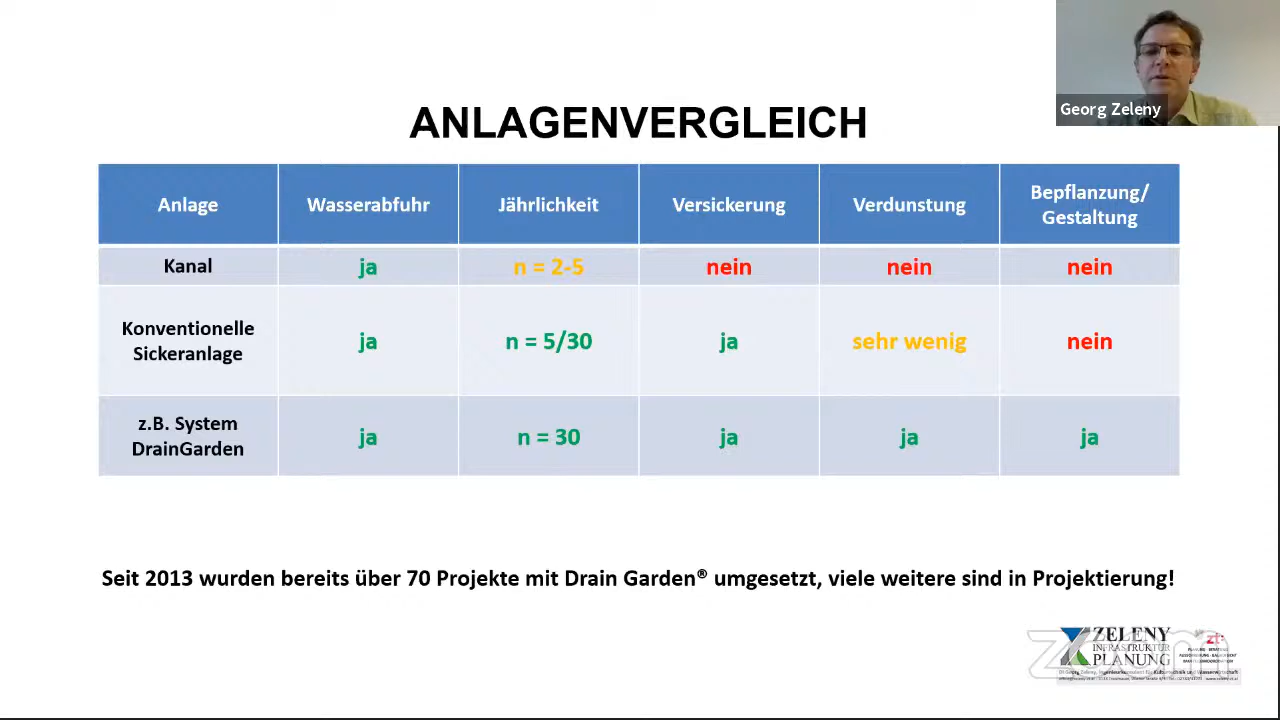 Georg Zeleny
ANLAGENVERGLEICH
Anlage Wasserabfuhr Jährlichkeit Versickerung Verdunstung Bepflanzung/
Gestaltung
Kanal ja n = 2-5 nein nein nein
Konventionelle
Sickeranlage ja n = 5/30 ja sehr wenig nein
z.B. System
DrainGarden ja n = 30 ja ja ja
Seit 2013 wurden bereits über 70 Projekte mit Drain Garden® umgesetzt, viele weitere sind in Projektierung!
ZELENY
INFRASTRUKTUR
PLANUNG
zoom